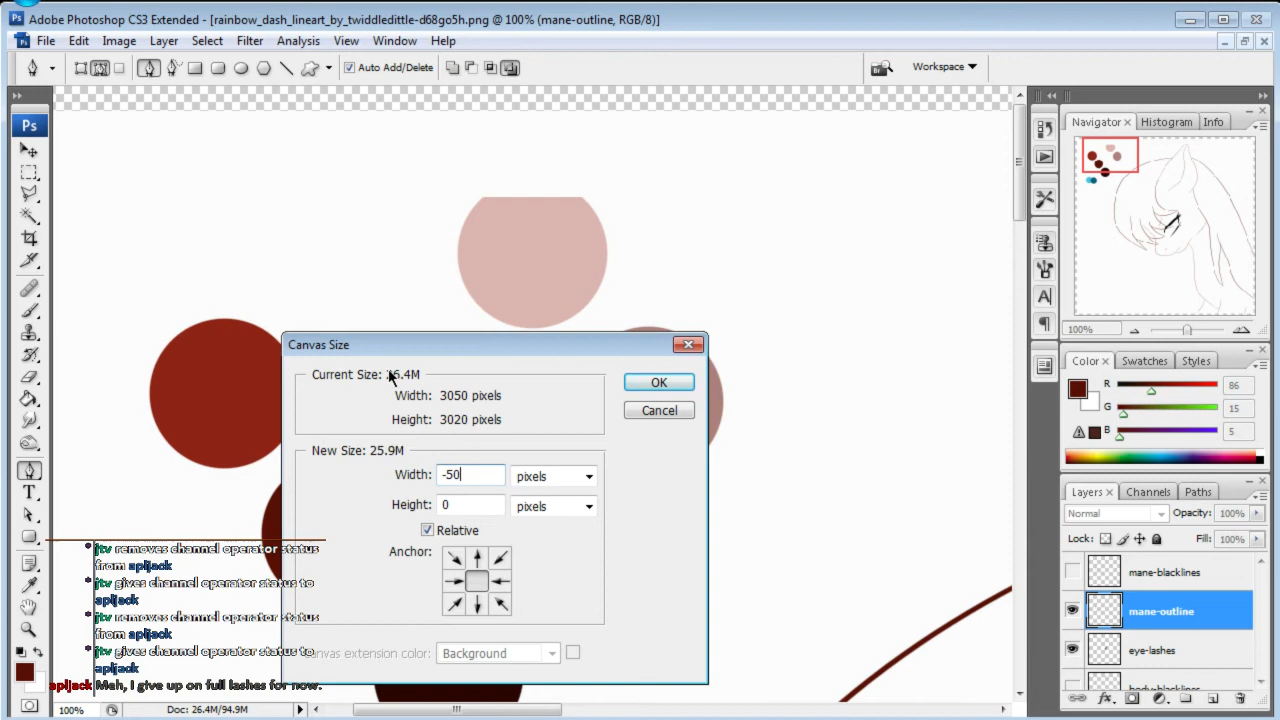 Ps Adobe Photoshop CS3 Extended - [rainbow_dash_lineart_by_twiddledittle-d68go5h.png @ 100% (mane-outline, RGB/8)]
Ps File Edit Image Layer Select Filter Analysis View Window Help
Auto Add/Delete
Br
Workspace
Ps
Navigator × Histogram Info
100%
Color × Swatches Styles
R 86
G 15
B 5
Layers × Channels Paths
Normal Opacity: 100%
Lock: Fill: 100%
mane-blacklines
mane-outline
eye-lashes
body-blacklines
Canvas Size
Width: 3050 pixels
Height: 3020 pixels
OK
Cancel
New Size: 25.9M
Width: -50 pixels
Height: 0 pixels
Relative
Anchor:
Canvas extension color: Background
* jtv removes channel operator status
from apljack
* jtv gives channel operator status to
apljack
* jtv removes channel operator status
from apljack
* jtv gives channel operator status to
apljack
apljack Meh, I give up on full lashes for now.
100% Doc: 26.4M/94.9M